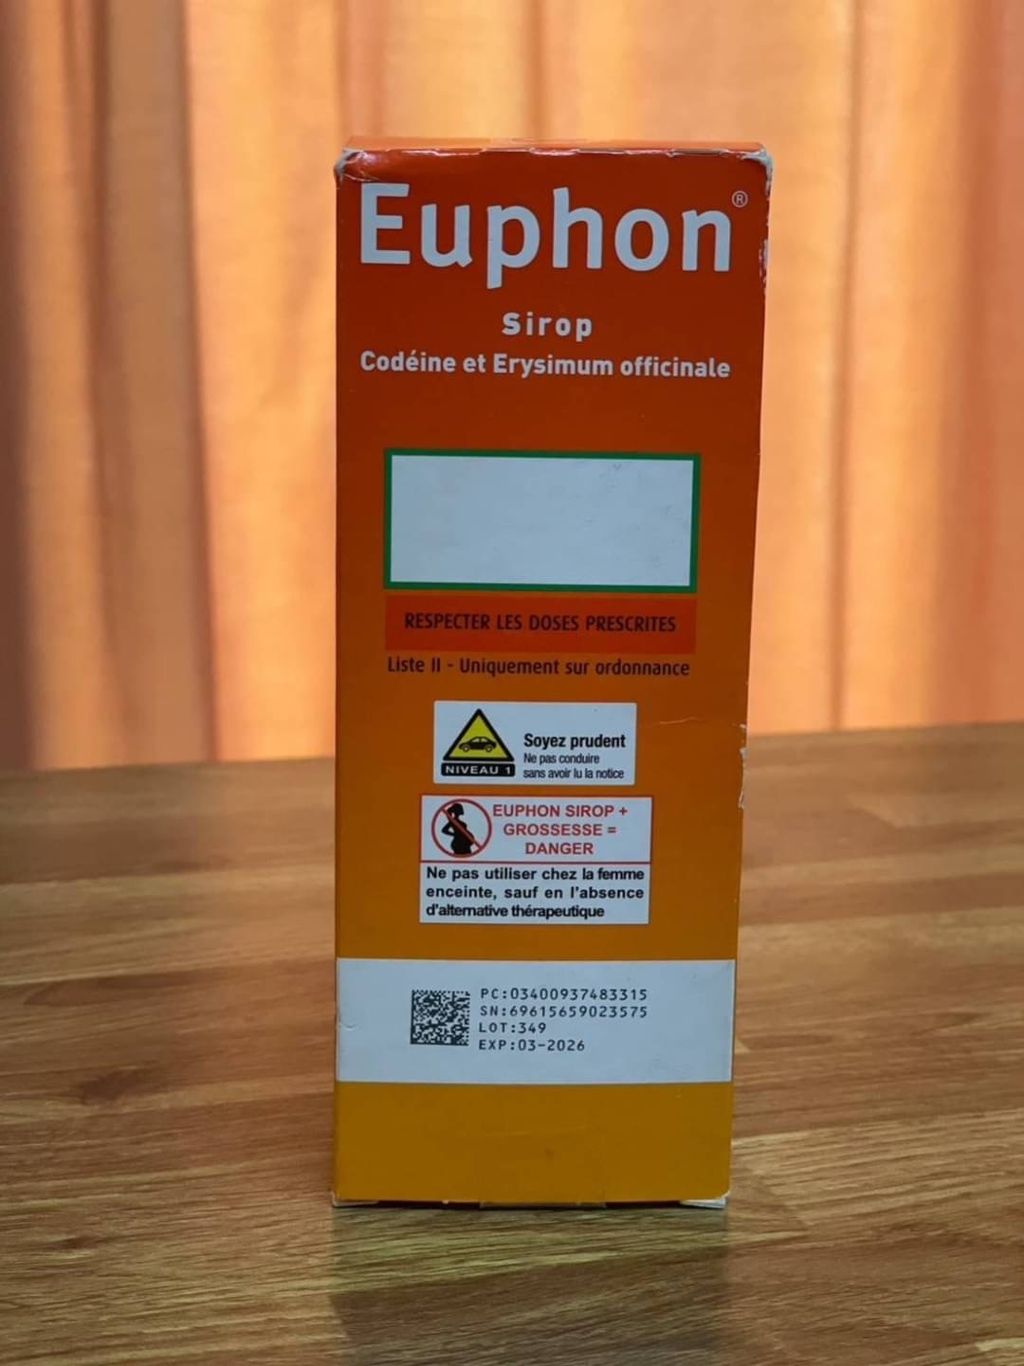 Euphon®
Sirop
Codéine et Erysimum officinale
RESPECTER LES DOSES PRESCRITES
Liste II - Uniquement sur ordonnance
NIVEAU 1
Soyez prudent
Ne pas conduire
sans avoir lu la notice
EUPHON SIROP +
GROSSESSE =
DANGER
Ne pas utiliser chez la femme
enceinte, sauf en l'absence
d'alternative thérapeutique
PC:03400937483315
SN:69615659023575
LOT:349
EXP:03-2026